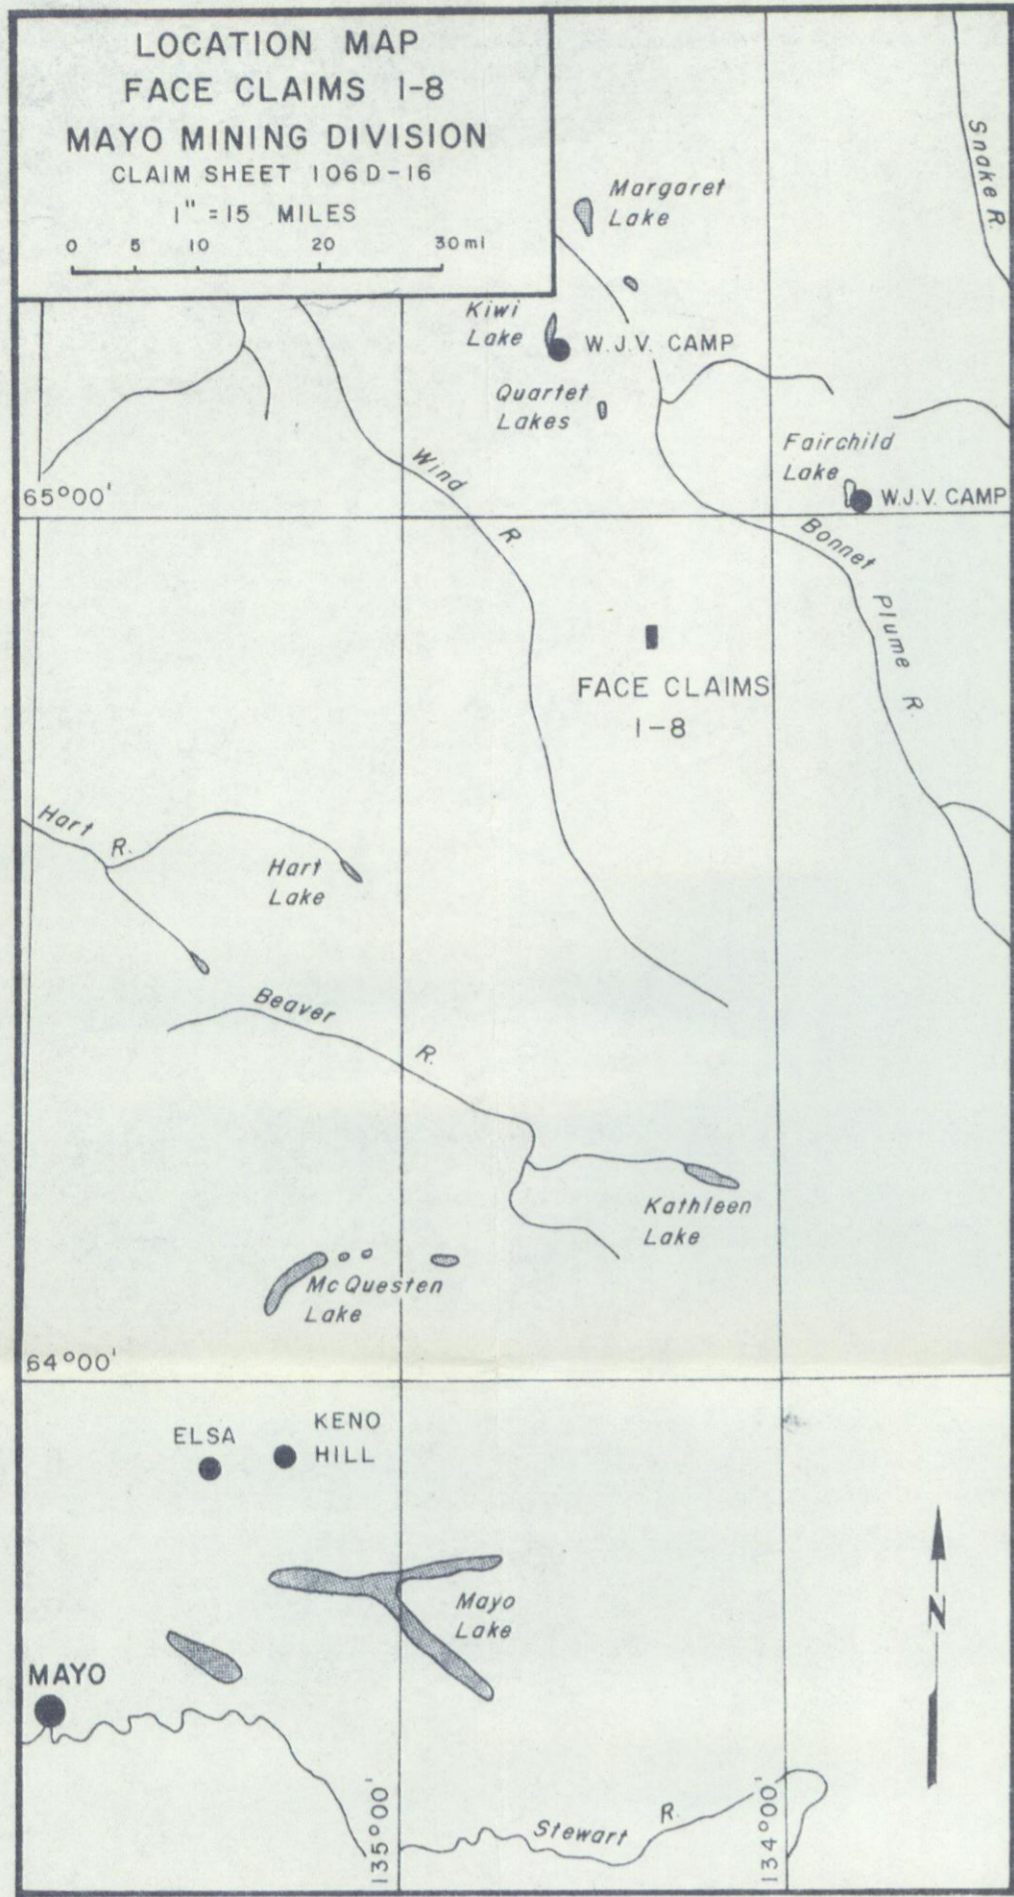 LOCATION MAP
FACE CLAIMS 1-8
MAYO MINING DIVISION
CLAIM SHEET 106D-16
1" = 15 MILES
0 5 10 20 30 mi
Snake R.
Margaret
Lake
Kiwi
Lake
W.J.V. CAMP
Quartet
Lakes
Fairchild
Lake
W.J.V. CAMP
Wind R.
65°00'
Bonnet Plume R.
FACE CLAIMS
1-8
Hart R.
Hart
Lake
Beaver R.
Kathleen
Lake
McQuesten
Lake
64°00'
ELSA
KENO
HILL
Mayo
Lake
N
MAYO
135°00'
134°00'
Stewart R.